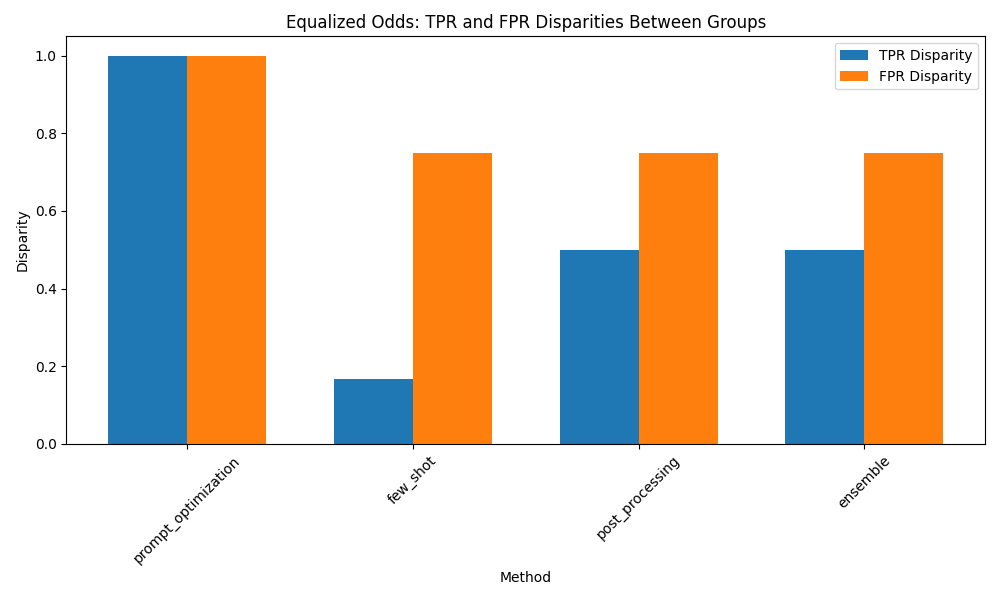 Equalized Odds: TPR and FPR Disparities Between Groups
TPR Disparity
FPR Disparity
1.0
0.8
0.6
0.4
0.2
0.0
Disparity
prompt_optimization
few_shot
post_processing
ensemble
Method